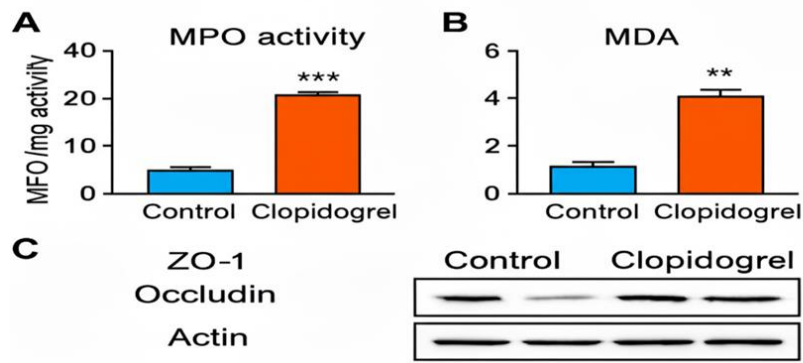 A
MPO activity
MFO/mg activity
40
20
10
0
***
Control Clopidogrel
B
MDA
6
4
2
0
**
Control Clopidogrel
C
ZO-1
Control Clopidogrel
Occludin
Actin